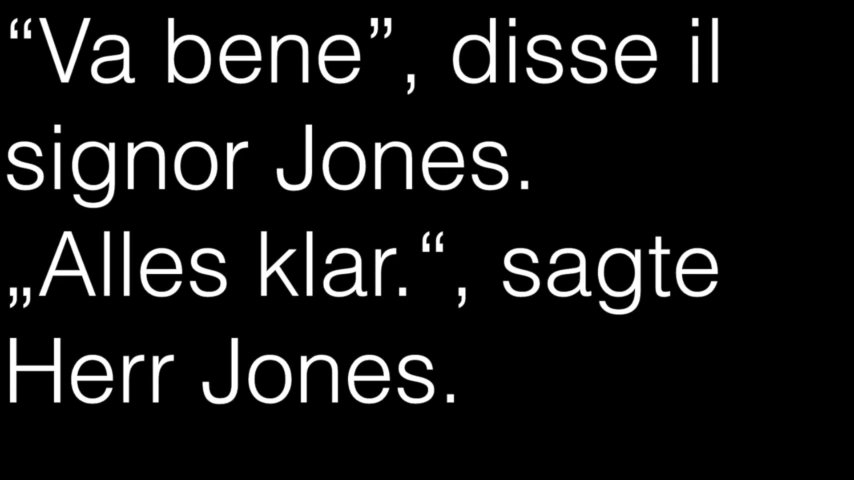 “Va bene”, disse il
signor Jones.
„Alles klar.“, sagte
Herr Jones.